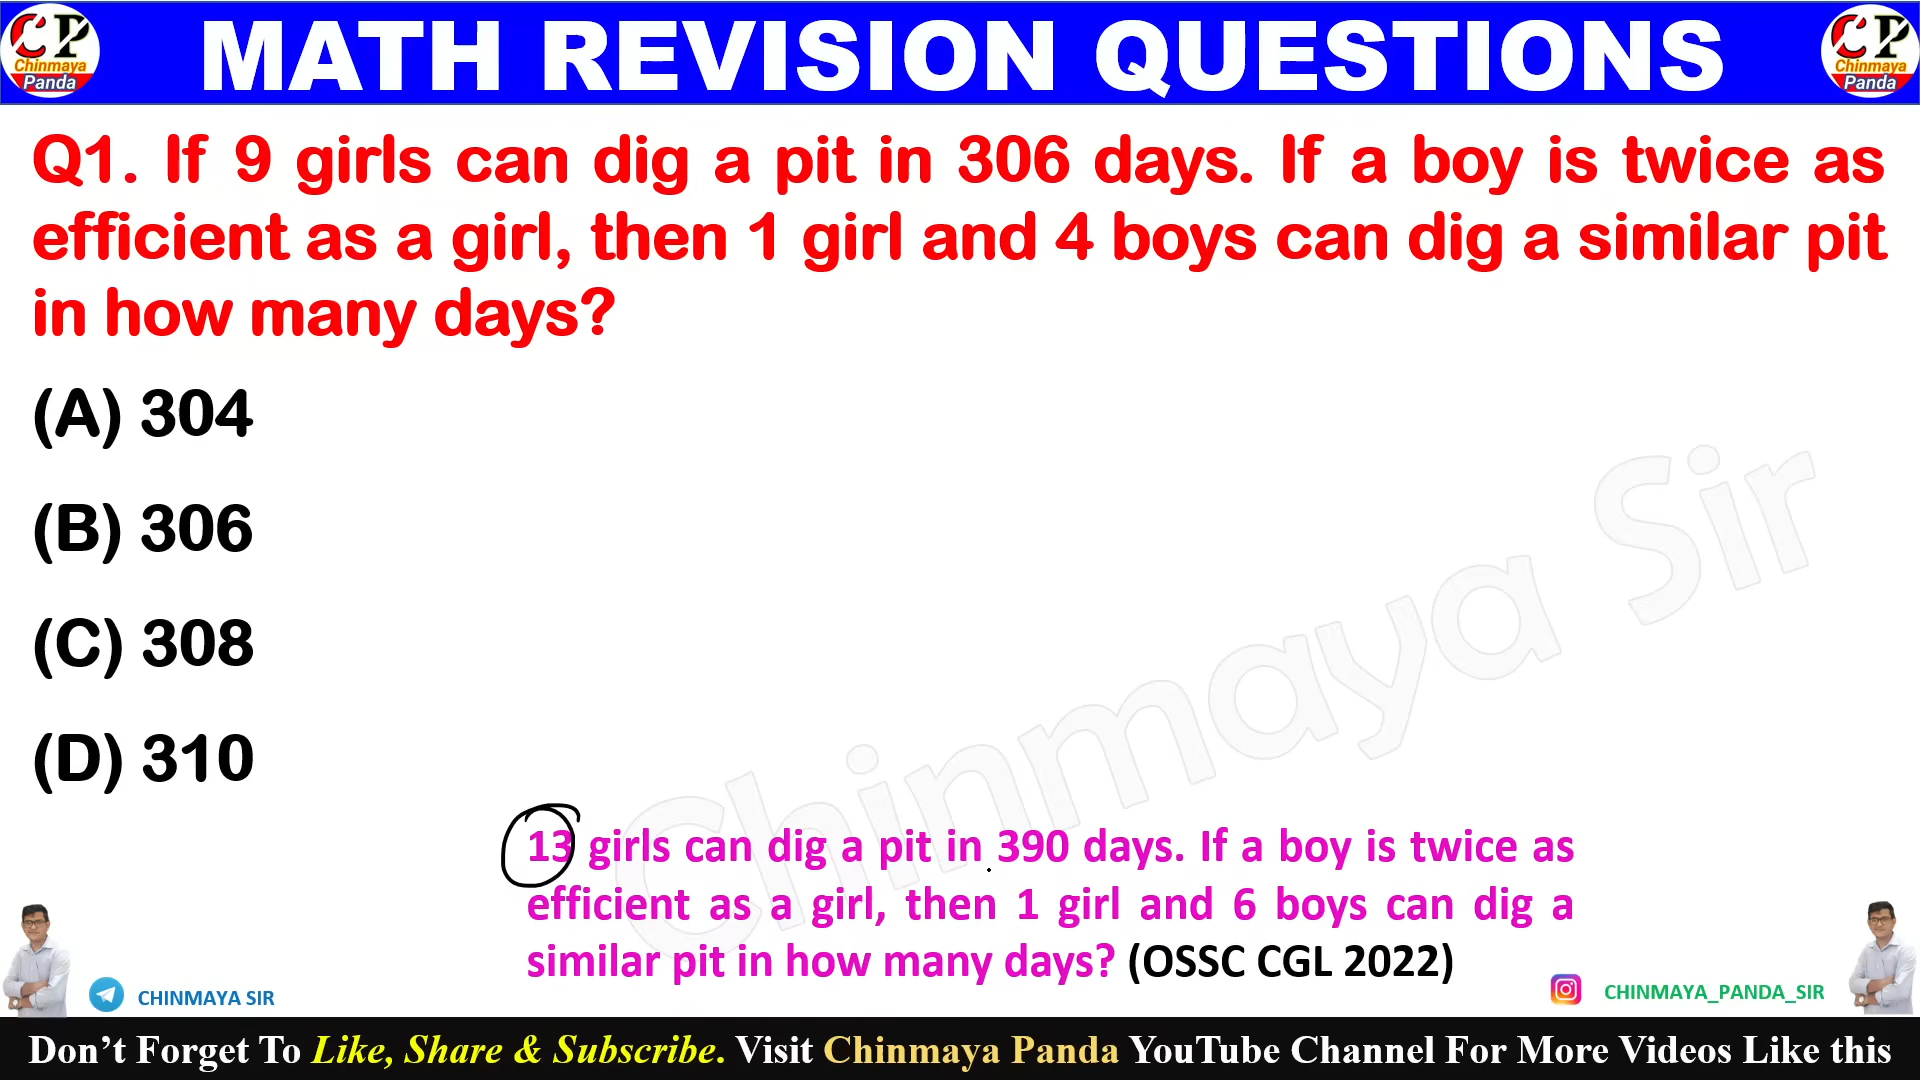 CP
Chinmaya
Panda
MATH REVISION QUESTIONS
CP
Chinmaya
Panda
Q1. If 9 girls can dig a pit in 306 days. If a boy is twice as
efficient as a girl, then 1 girl and 4 boys can dig a similar pit
in how many days?
(A) 304
(B) 306
(C) 308
(D) 310
Chinmaya Sir
13 girls can dig a pit in 390 days. If a boy is twice as
efficient as a girl, then 1 girl and 6 boys can dig a
similar pit in how many days? (OSSC CGL 2022)
CHINMAYA SIR
CHINMAYA_PANDA_SIR
Don’t Forget To Like, Share & Subscribe. Visit Chinmaya Panda YouTube Channel For More Videos Like this